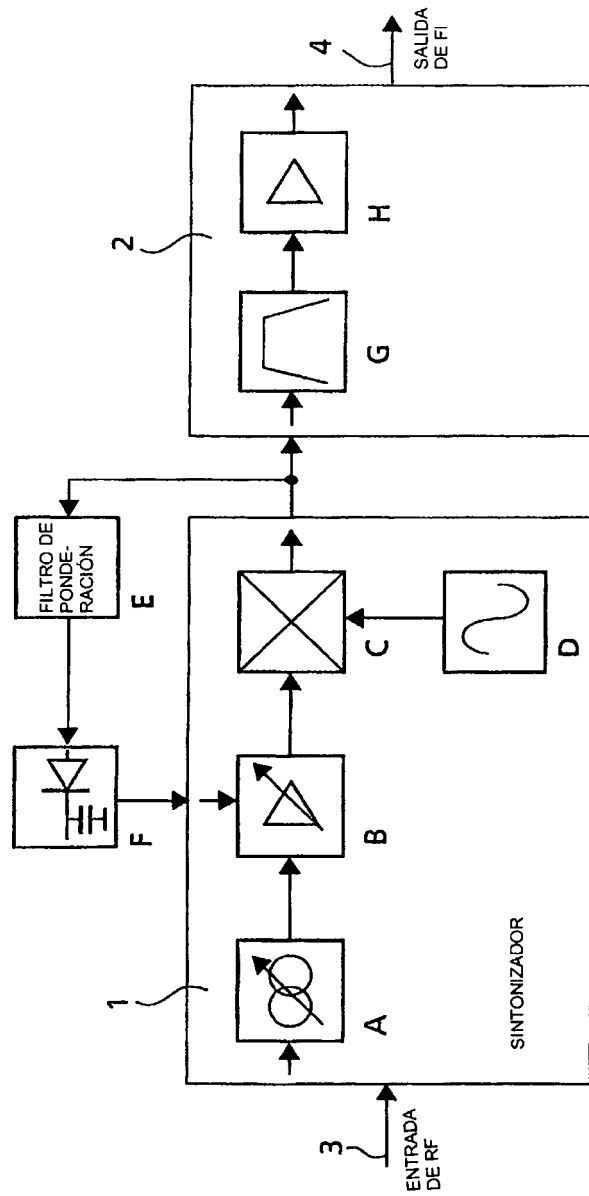 3
ENTRADA
DE RF
1
SINTONIZADOR
A
B
C
D
F
FILTRO DE
PONDE-
RACIÓN
E
2
G
H
4
SALIDA
DE FI